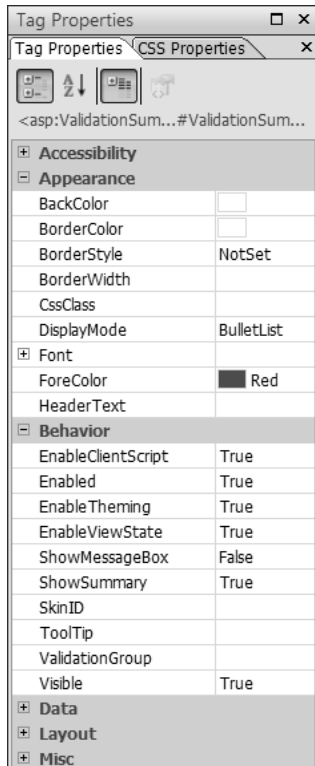 Tag Properties
Tag Properties CSS Properties
<asp:ValidationSum...#ValidationSum...
Accessibility
Appearance
BackColor
BorderColor
BorderStyle NotSet
BorderWidth
CssClass
DisplayMode BulletList
Font
ForeColor Red
HeaderText
Behavior
EnableClientScript True
Enabled True
EnableTheming True
EnableViewState True
ShowMessageBox False
ShowSummary True
SkinID
ToolTip
ValidationGroup
Visible True
Data
Layout
Misc